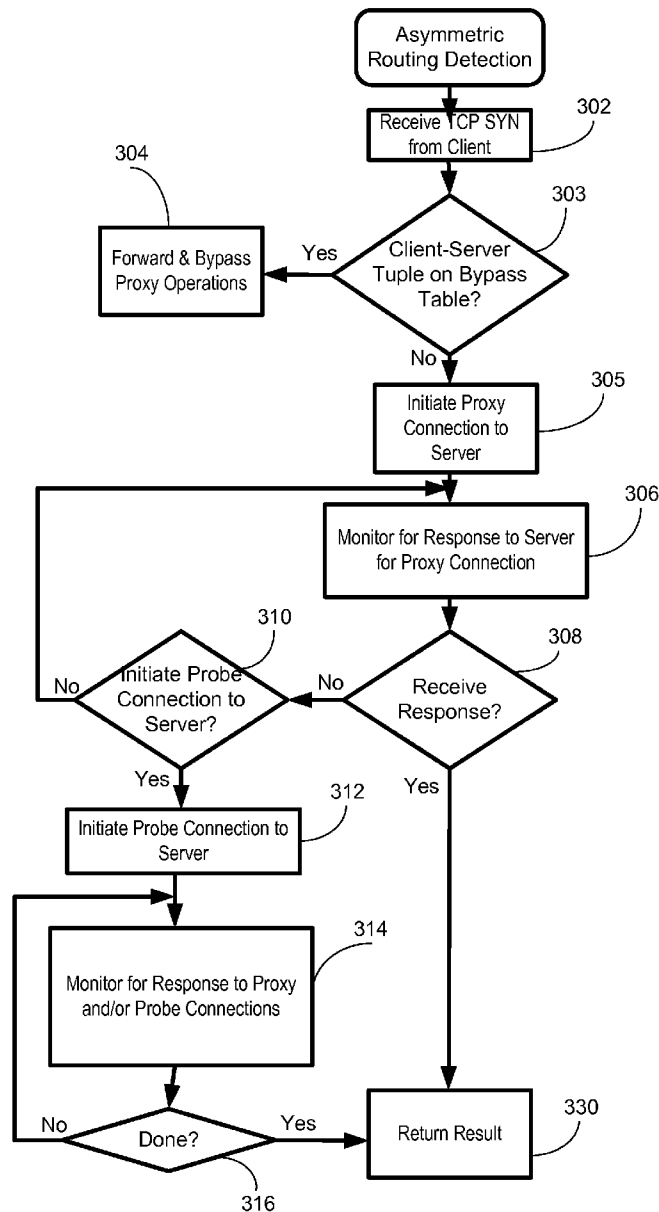 Asymmetric
Routing Detection
302
Receive TCP SYN
from Client
304
303
Forward & Bypass
Proxy Operations
Yes
Client-Server
Tuple on Bypass
Table?
No
305
Initiate Proxy
Connection to
Server
306
Monitor for Response to Server
for Proxy Connection
310
308
Initiate Probe
Connection to
Server?
No
No
Receive
Response?
Yes
Yes
312
Initiate Probe Connection to
Server
314
Monitor for Response to Proxy
and/or Probe Connections
No
Done?
Yes
Return Result
330
316